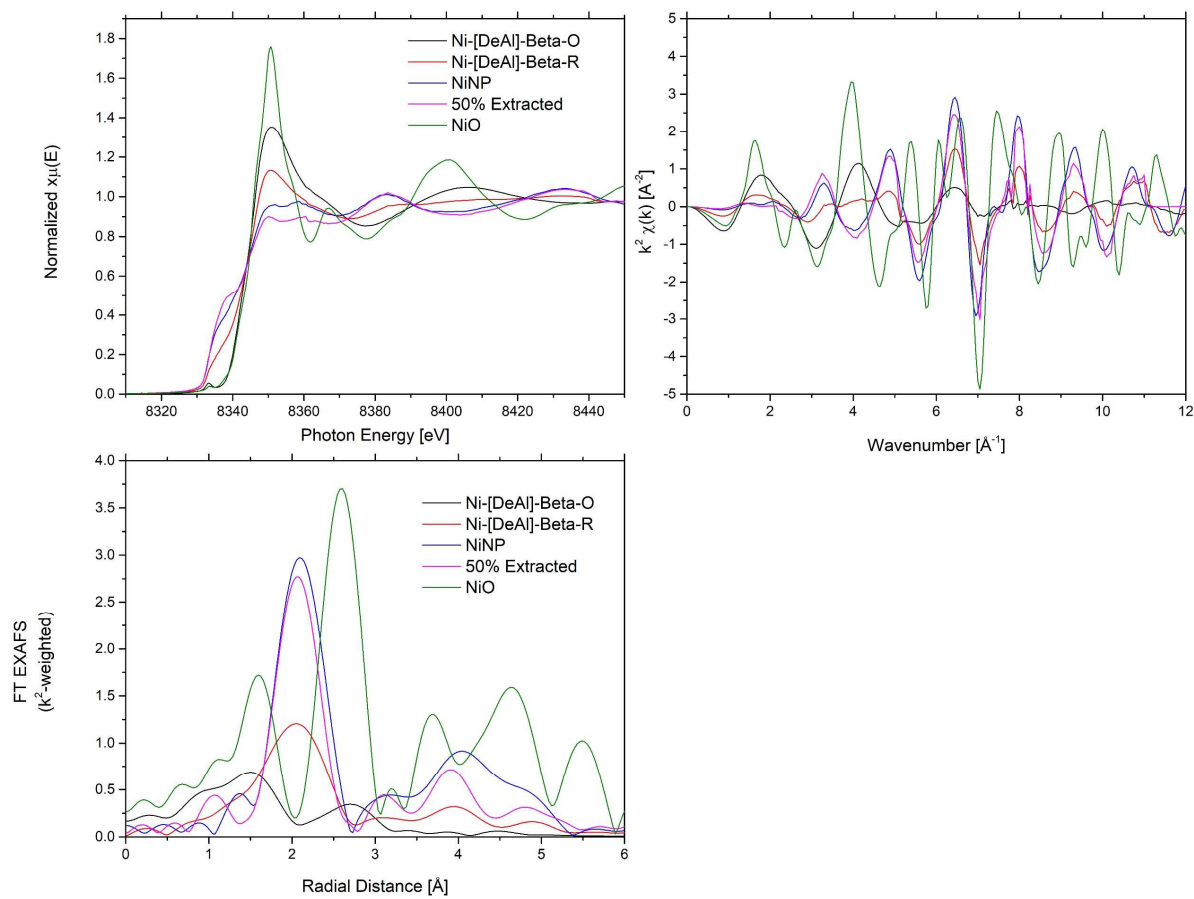 Normalized xμ(E)
1.8
1.6
1.4
1.2
1.0
0.8
0.6
0.4
0.2
0.0
Ni-[DeAl]-Beta-O
Ni-[DeAl]-Beta-R
NiNP
50% Extracted
NiO
8320 8340 8360 8380 8400 8420 8440
Photon Energy [eV]
k² χ(k) [A⁻²]
5
4
3
2
1
0
-1
-2
-3
-4
-5
0 2 4 6 8 10 12
Wavenumber [Å⁻¹]
FT EXAFS
(k²-weighted)
4.0
3.5
3.0
2.5
2.0
1.5
1.0
0.5
0.0
Ni-[DeAl]-Beta-O
Ni-[DeAl]-Beta-R
NiNP
50% Extracted
NiO
0 1 2 3 4 5 6
Radial Distance [Å]